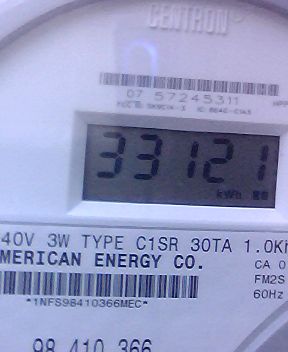 CENTRON
07 57245311
33121
kWh
40V 3W TYPE C1SR 30TA 1.0Kh
MERICAN ENERGY CO.
CA 0
FM2S
60Hz
*1NFS98410366MEC*
98 410 366